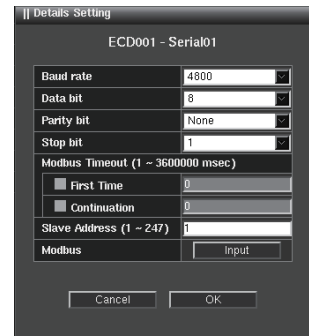 || Details Setting
ECD001 - Serial01
Baud rate 4800
Data bit 8
Parity bit None
Stop bit 1
Modbus Timeout (1 ~ 3600000 msec)
First Time 0
Continuation 0
Slave Address (1 ~ 247) 1
Modbus Input
Cancel OK